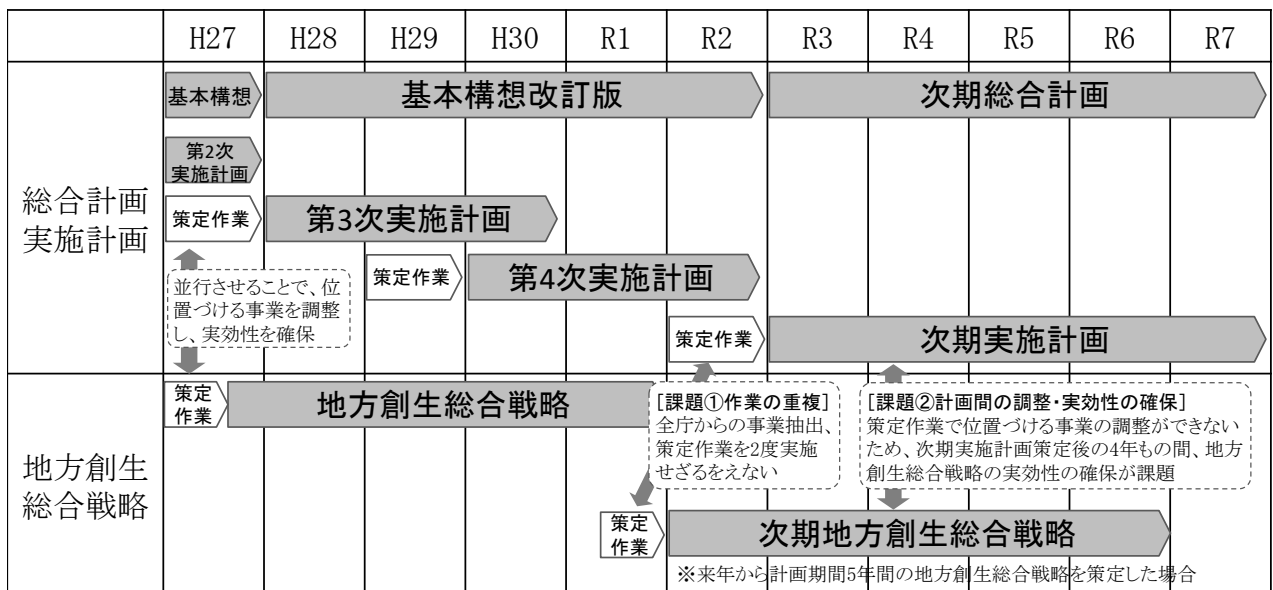 H27 H28 H29 H30 R1 R2 R3 R4 R5 R6 R7
総合計画
実施計画
基本構想
基本構想改訂版
次期総合計画
第2次
実施計画
策定作業
第3次実施計画
並行させることで、位
置づける事業を調整
し、実効性を確保
策定作業
第4次実施計画
策定作業
次期実施計画
地方創生
総合戦略
策定
作業
地方創生総合戦略
[課題①作業の重複]
全庁からの事業抽出、
策定作業を2度実施
せざるをえない
[課題②計画間の調整・実効性の確保]
策定作業で位置づける事業の調整ができない
ため、次期実施計画策定後の4年もの間、地方
創生総合戦略の実効性の確保が課題
策定
作業
次期地方創生総合戦略
※来年から計画期間5年間の地方創生総合戦略を策定した場合